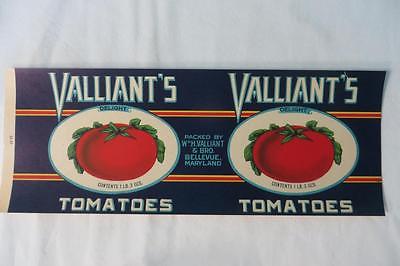 VALLIANT'S
DELIGHT
CONTENTS 1 LB. 3 OZS.
TOMATOES
PACKED BY
WM H. VALLIANT
& BRO.
BELLEVUE,
MARYLAND
VALLIANT'S
DELIGHT
CONTENTS 1 LB. 3 OZS.
TOMATOES